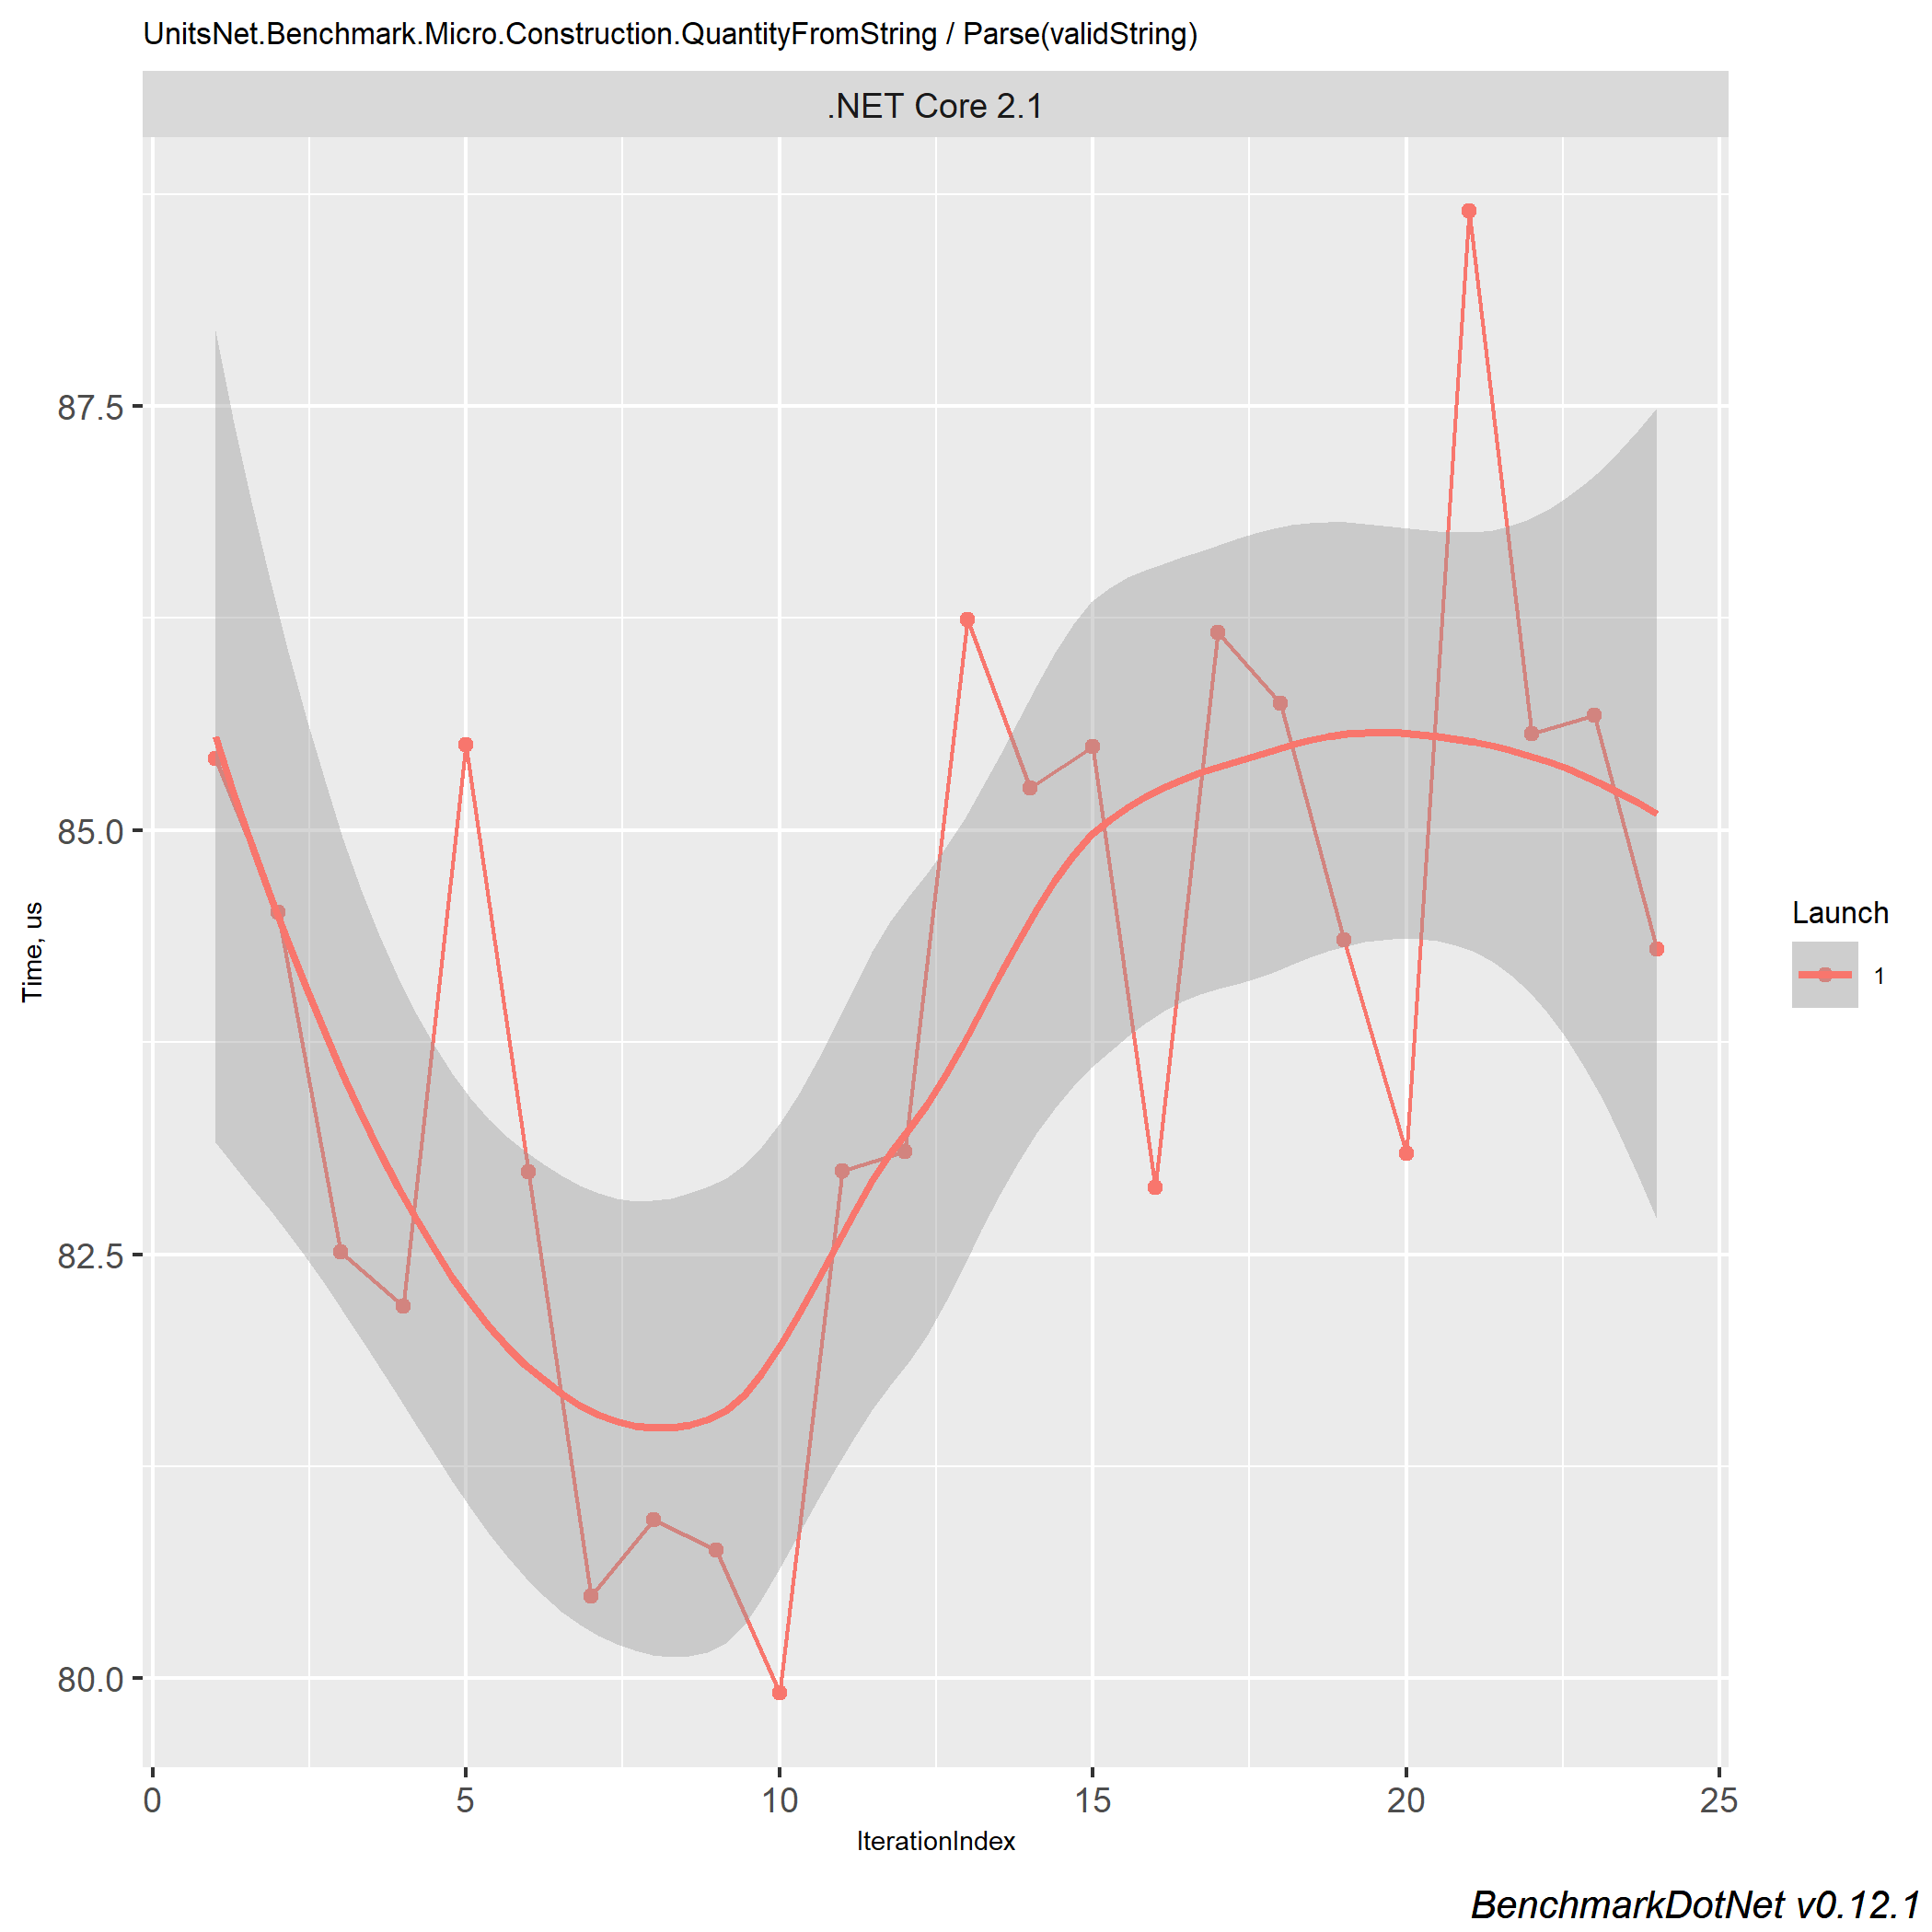 UnitsNet.Benchmark.Micro.Construction.QuantityFromString / Parse(validString)
.NET Core 2.1
87.5
85.0
82.5
80.0
Time, us
0 5 10 15 20 25
IterationIndex
Launch
1
BenchmarkDotNet v0.12.1